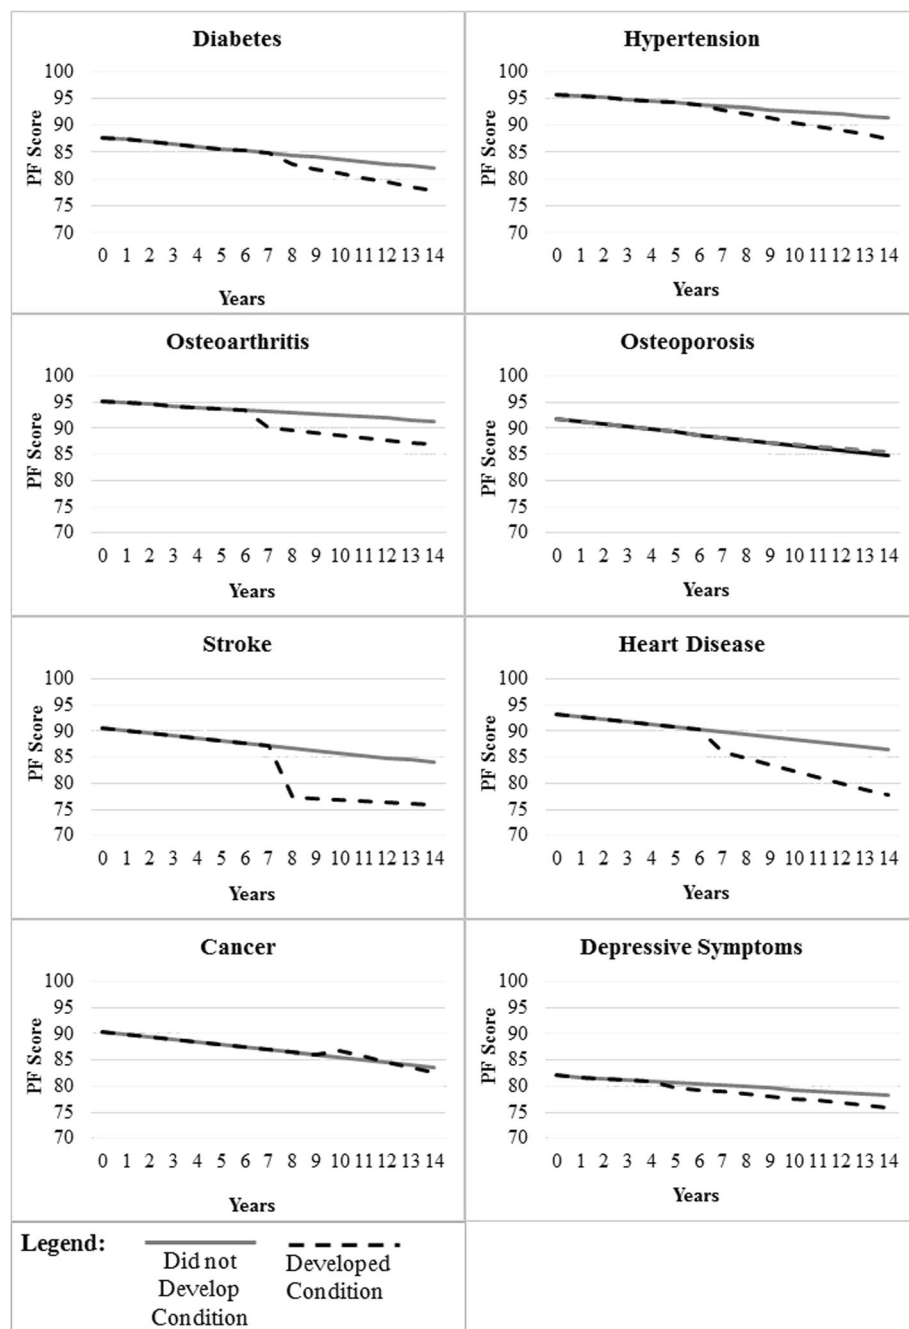 Diabetes
100
95
90
85
80
75
70
PF Score
0 1 2 3 4 5 6 7 8 9 10 11 12 13 14
Years
Hypertension
100
95
90
85
80
75
70
PF Score
0 1 2 3 4 5 6 7 8 9 10 11 12 13 14
Years
Osteoarthritis
100
95
90
85
80
75
70
PF Score
0 1 2 3 4 5 6 7 8 9 10 11 12 13 14
Years
Osteoporosis
100
95
90
85
80
75
70
PF Score
0 1 2 3 4 5 6 7 8 9 10 11 12 13 14
Years
Stroke
100
95
90
85
80
75
70
PF Score
0 1 2 3 4 5 6 7 8 9 10 11 12 13 14
Years
Heart Disease
100
95
90
85
80
75
70
PF Score
0 1 2 3 4 5 6 7 8 9 10 11 12 13 14
Years
Cancer
100
95
90
85
80
75
70
PF Score
0 1 2 3 4 5 6 7 8 9 10 11 12 13 14
Years
Depressive Symptoms
100
95
90
85
80
75
70
PF Score
0 1 2 3 4 5 6 7 8 9 10 11 12 13 14
Years
Legend:
Did not
Develop
Condition
Developed
Condition